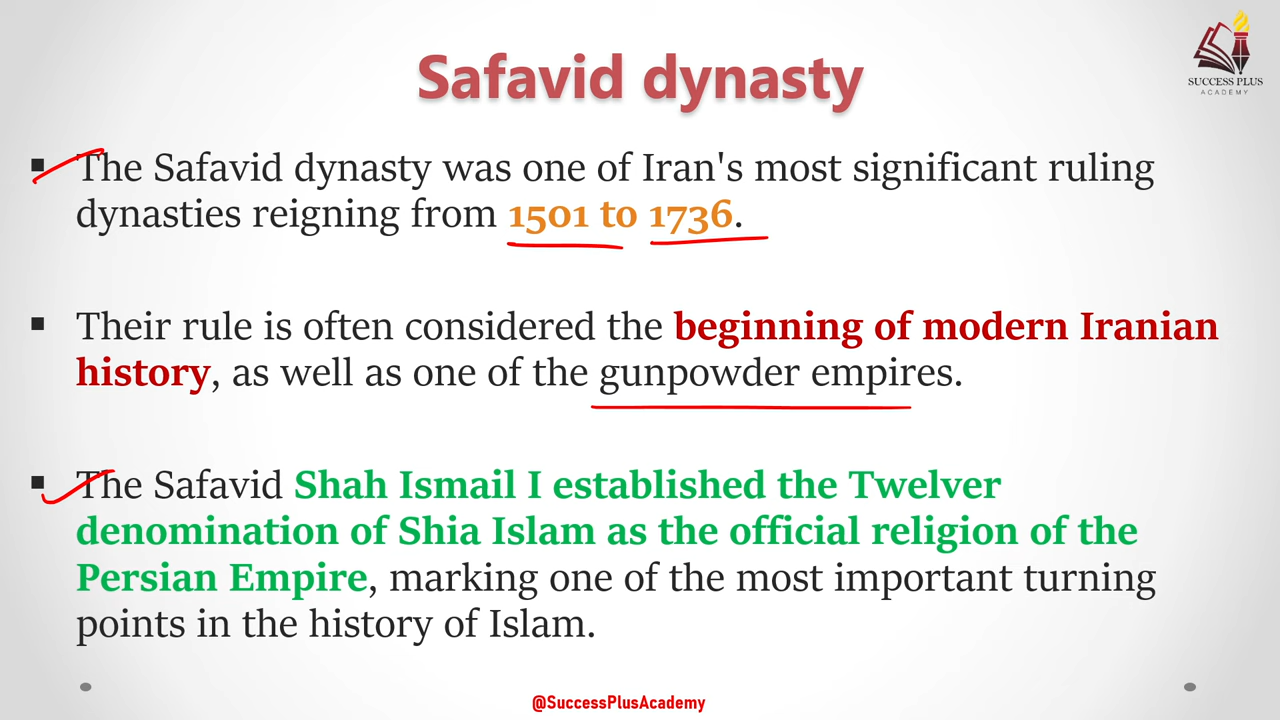 SUCCESS PLUS
ACADEMY
Safavid dynasty
▪ The Safavid dynasty was one of Iran's most significant ruling
dynasties reigning from 1501 to 1736.
▪ Their rule is often considered the beginning of modern Iranian
history, as well as one of the gunpowder empires.
▪ The Safavid Shah Ismail I established the Twelver
denomination of Shia Islam as the official religion of the
Persian Empire, marking one of the most important turning
points in the history of Islam.
@SuccessPlusAcademy